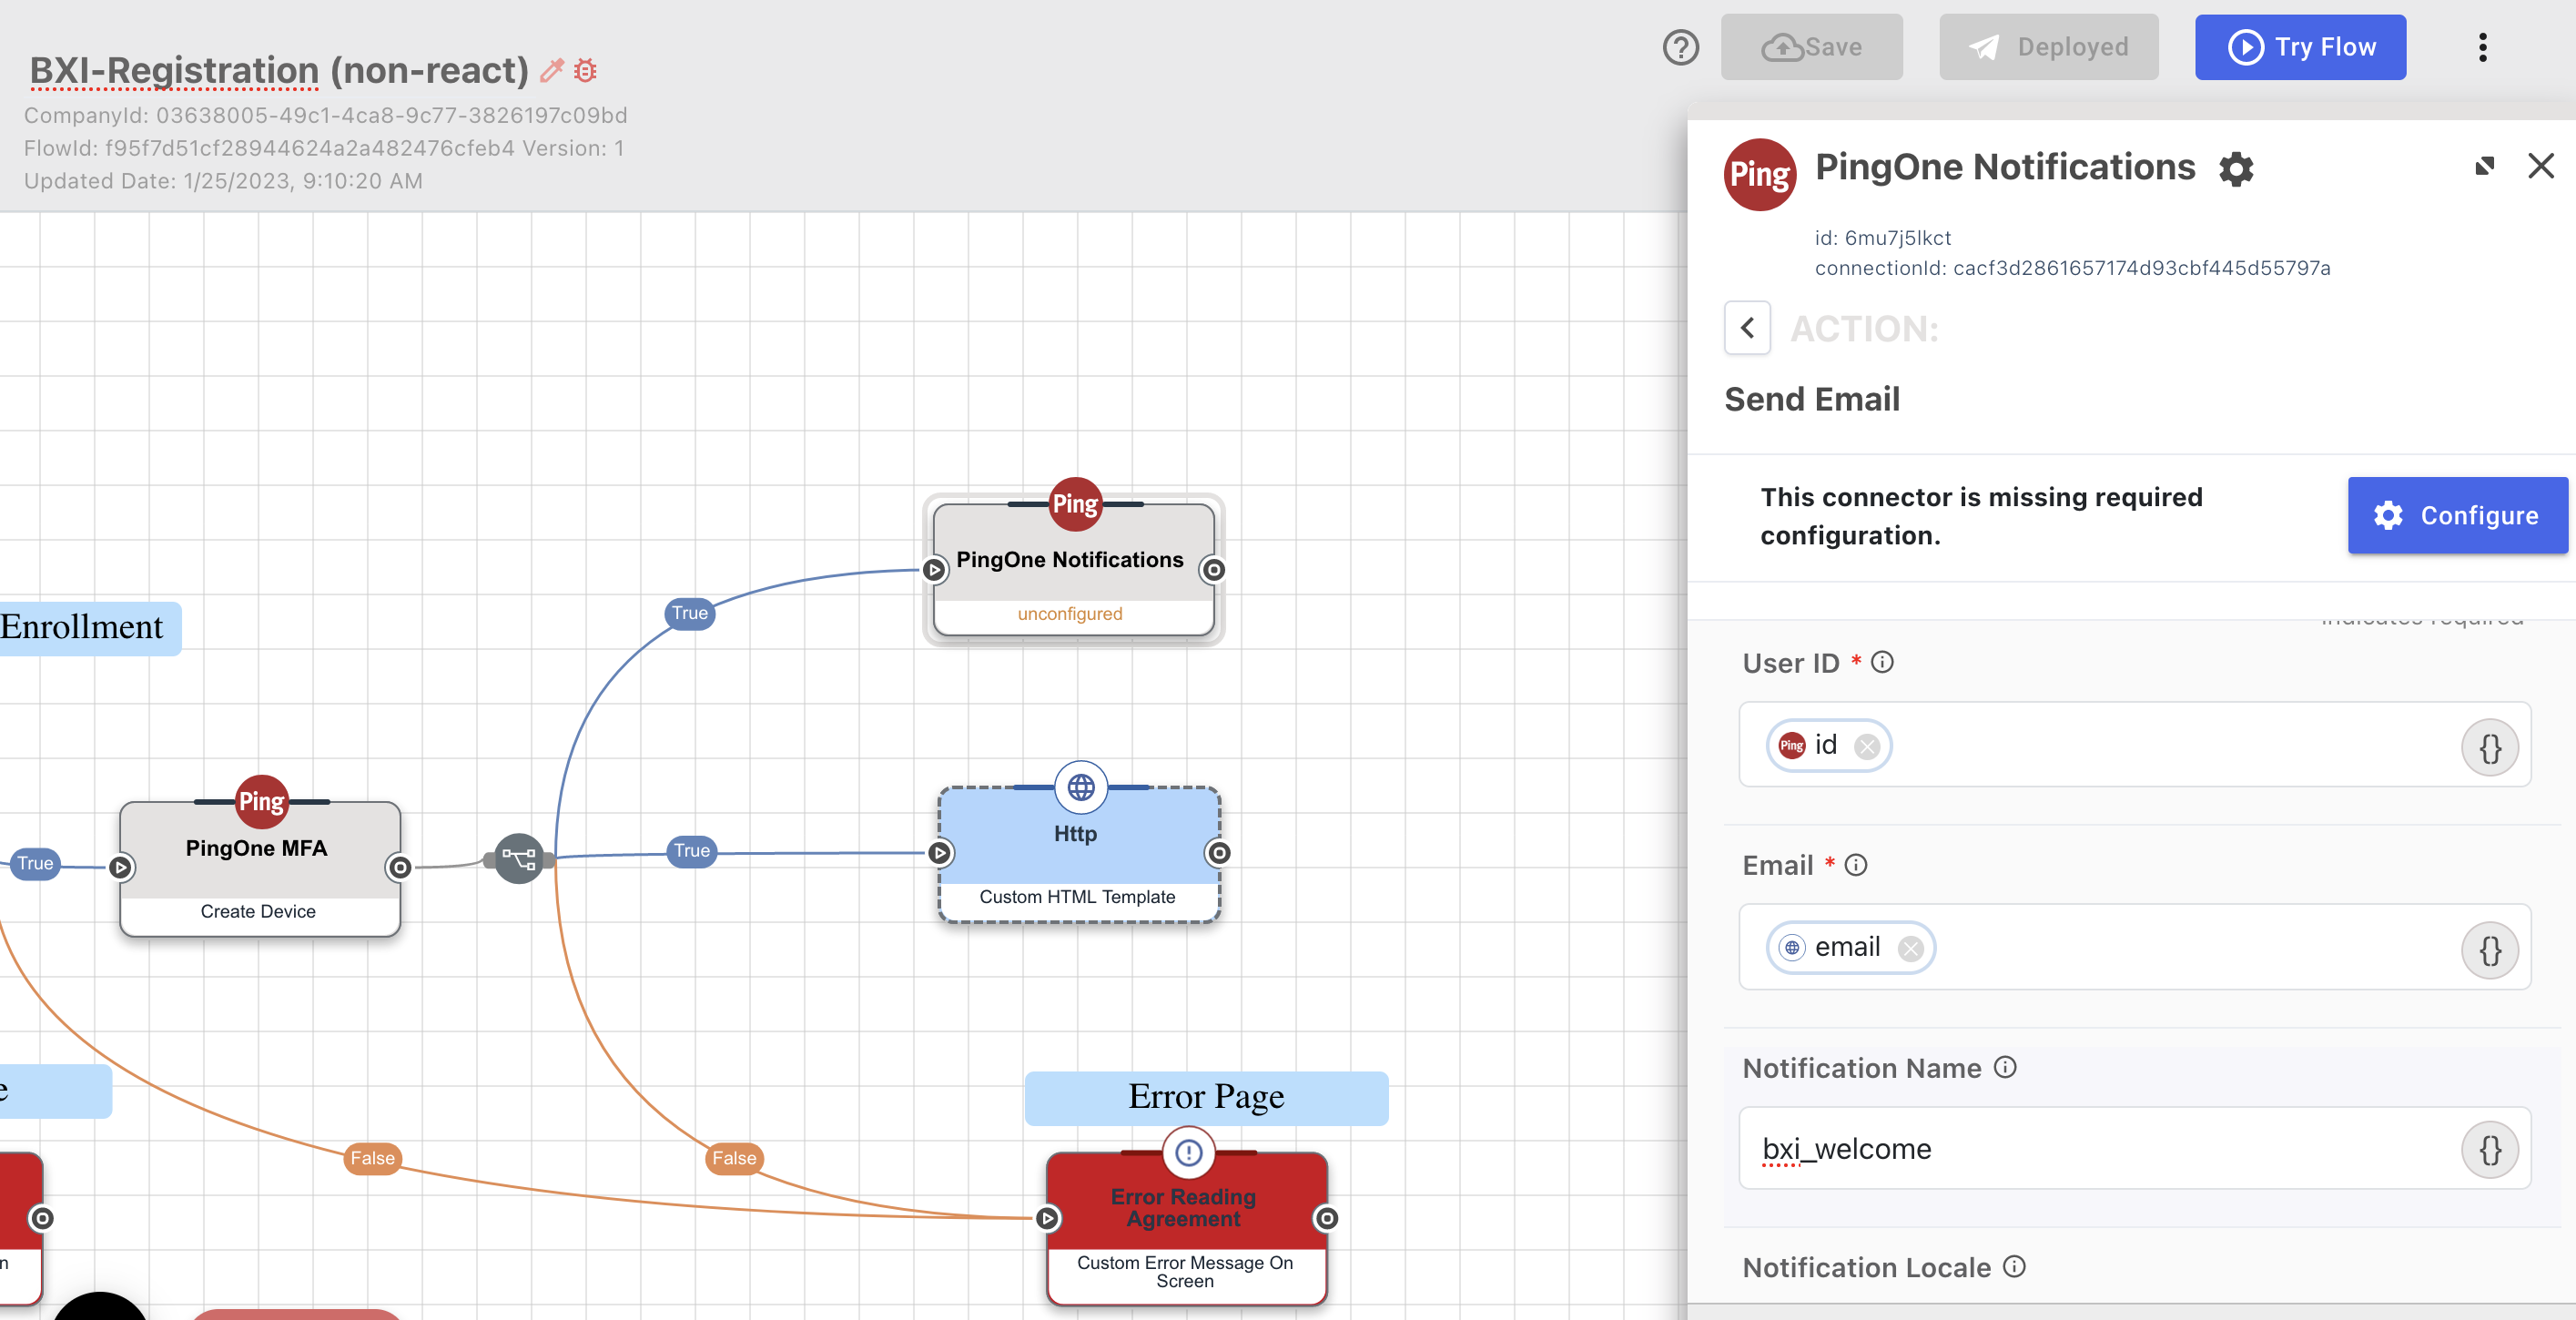 BXI-Registration (non-react)
CompanyId: 03638005-49c1-4ca8-9c77-3826197c09bd
FlowId: f95f7d51cf28944624a2a482476cfeb4 Version: 1
Updated Date: 1/25/2023, 9:10:20 AM
Save
Deployed
Try Flow
Ping
PingOne Notifications
id: 6mu7j5lkct
connectionId: cacf3d2861657174d93cbf445d55797a
ACTION:
Send Email
This connector is missing required
configuration.
Configure
indicates required
User ID *
Ping id
{}
Email *
email
{}
Notification Name
bxi_welcome
{}
Notification Locale
Ping
PingOne Notifications
unconfigured
True
Enrollment
Ping
PingOne MFA
Create Device
True
True
Http
Custom HTML Template
e
False
False
Error Page
Error Reading
Agreement
Custom Error Message On
Screen
n